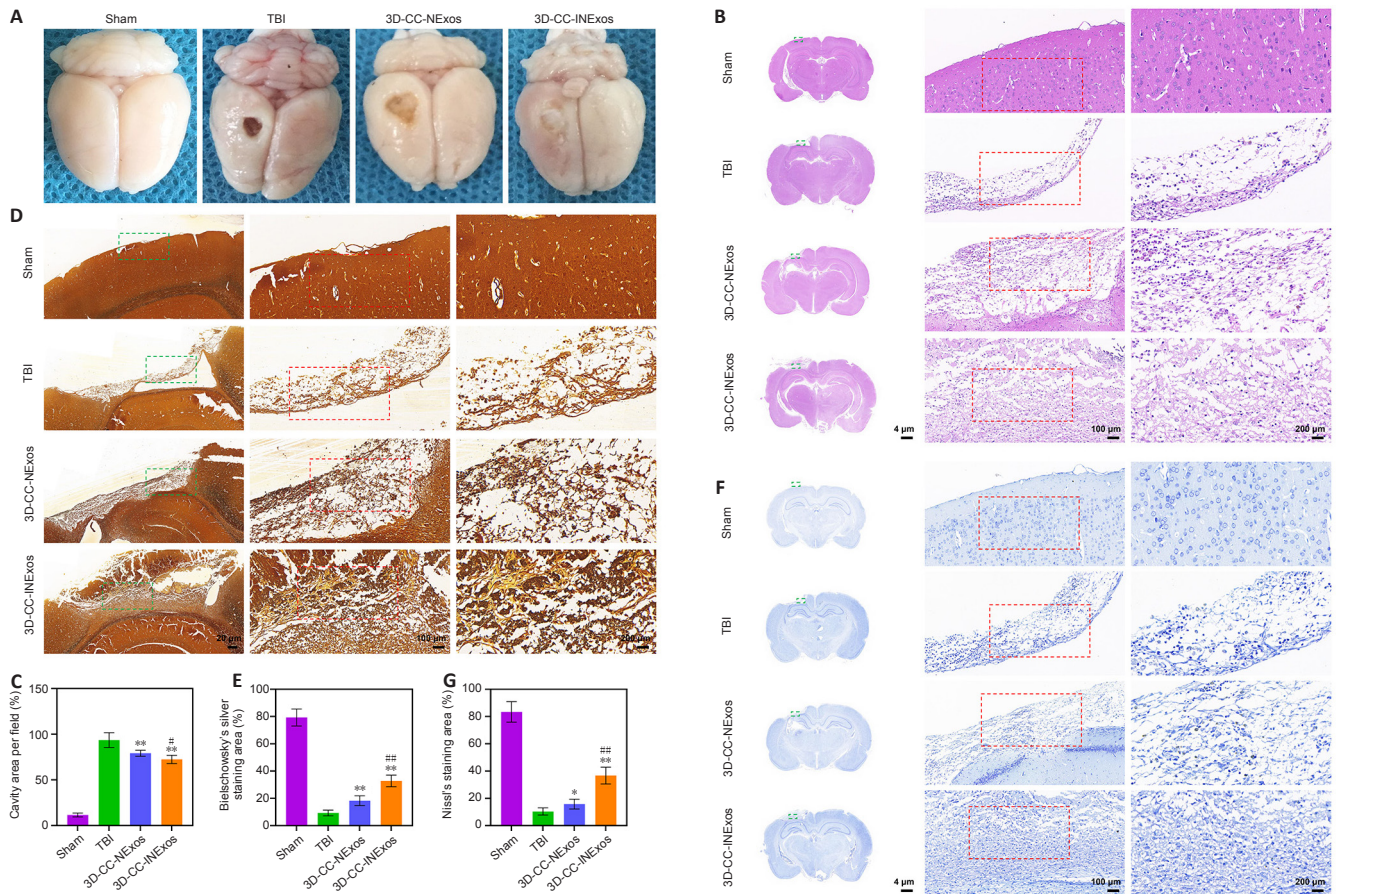 A
Sham
TBI
3D-CC-NExos
3D-CC-INExos
B
Sham
TBI
3D-CC-NExos
3D-CC-INExos
4 µm
100 µm
200 µm
D
Sham
TBI
3D-CC-NExos
3D-CC-INExos
20 µm
100 µm
200 µm
C
Cavity area per field (%)
150
100
50
0
**
#
**
Sham
TBI
3D-CC-NExos
3D-CC-INExos
E
Bielschowsky's silver
staining area (%)
100
80
60
40
20
0
**
##
**
Sham
TBI
3D-CC-NExos
3D-CC-INExos
G
Nissl's staining area (%)
100
80
60
40
20
0
*
##
**
Sham
TBI
3D-CC-NExos
3D-CC-INExos
F
Sham
TBI
3D-CC-NExos
3D-CC-INExos
4 µm
100 µm
200 µm